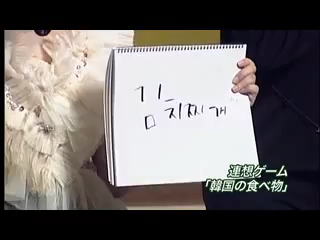 김치찌개
連想ゲーム
「韓国の食べ物」